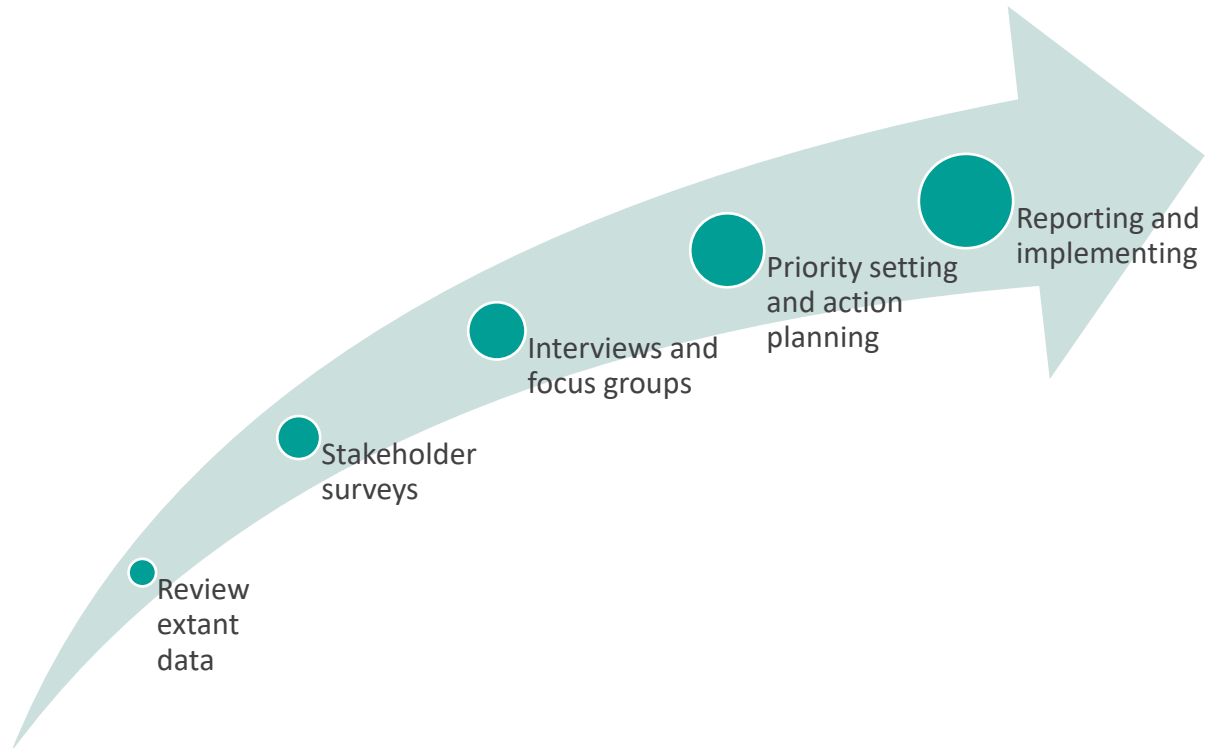 Review
extant
data
Stakeholder
surveys
Interviews and
focus groups
Priority setting
and action
planning
Reporting and
implementing